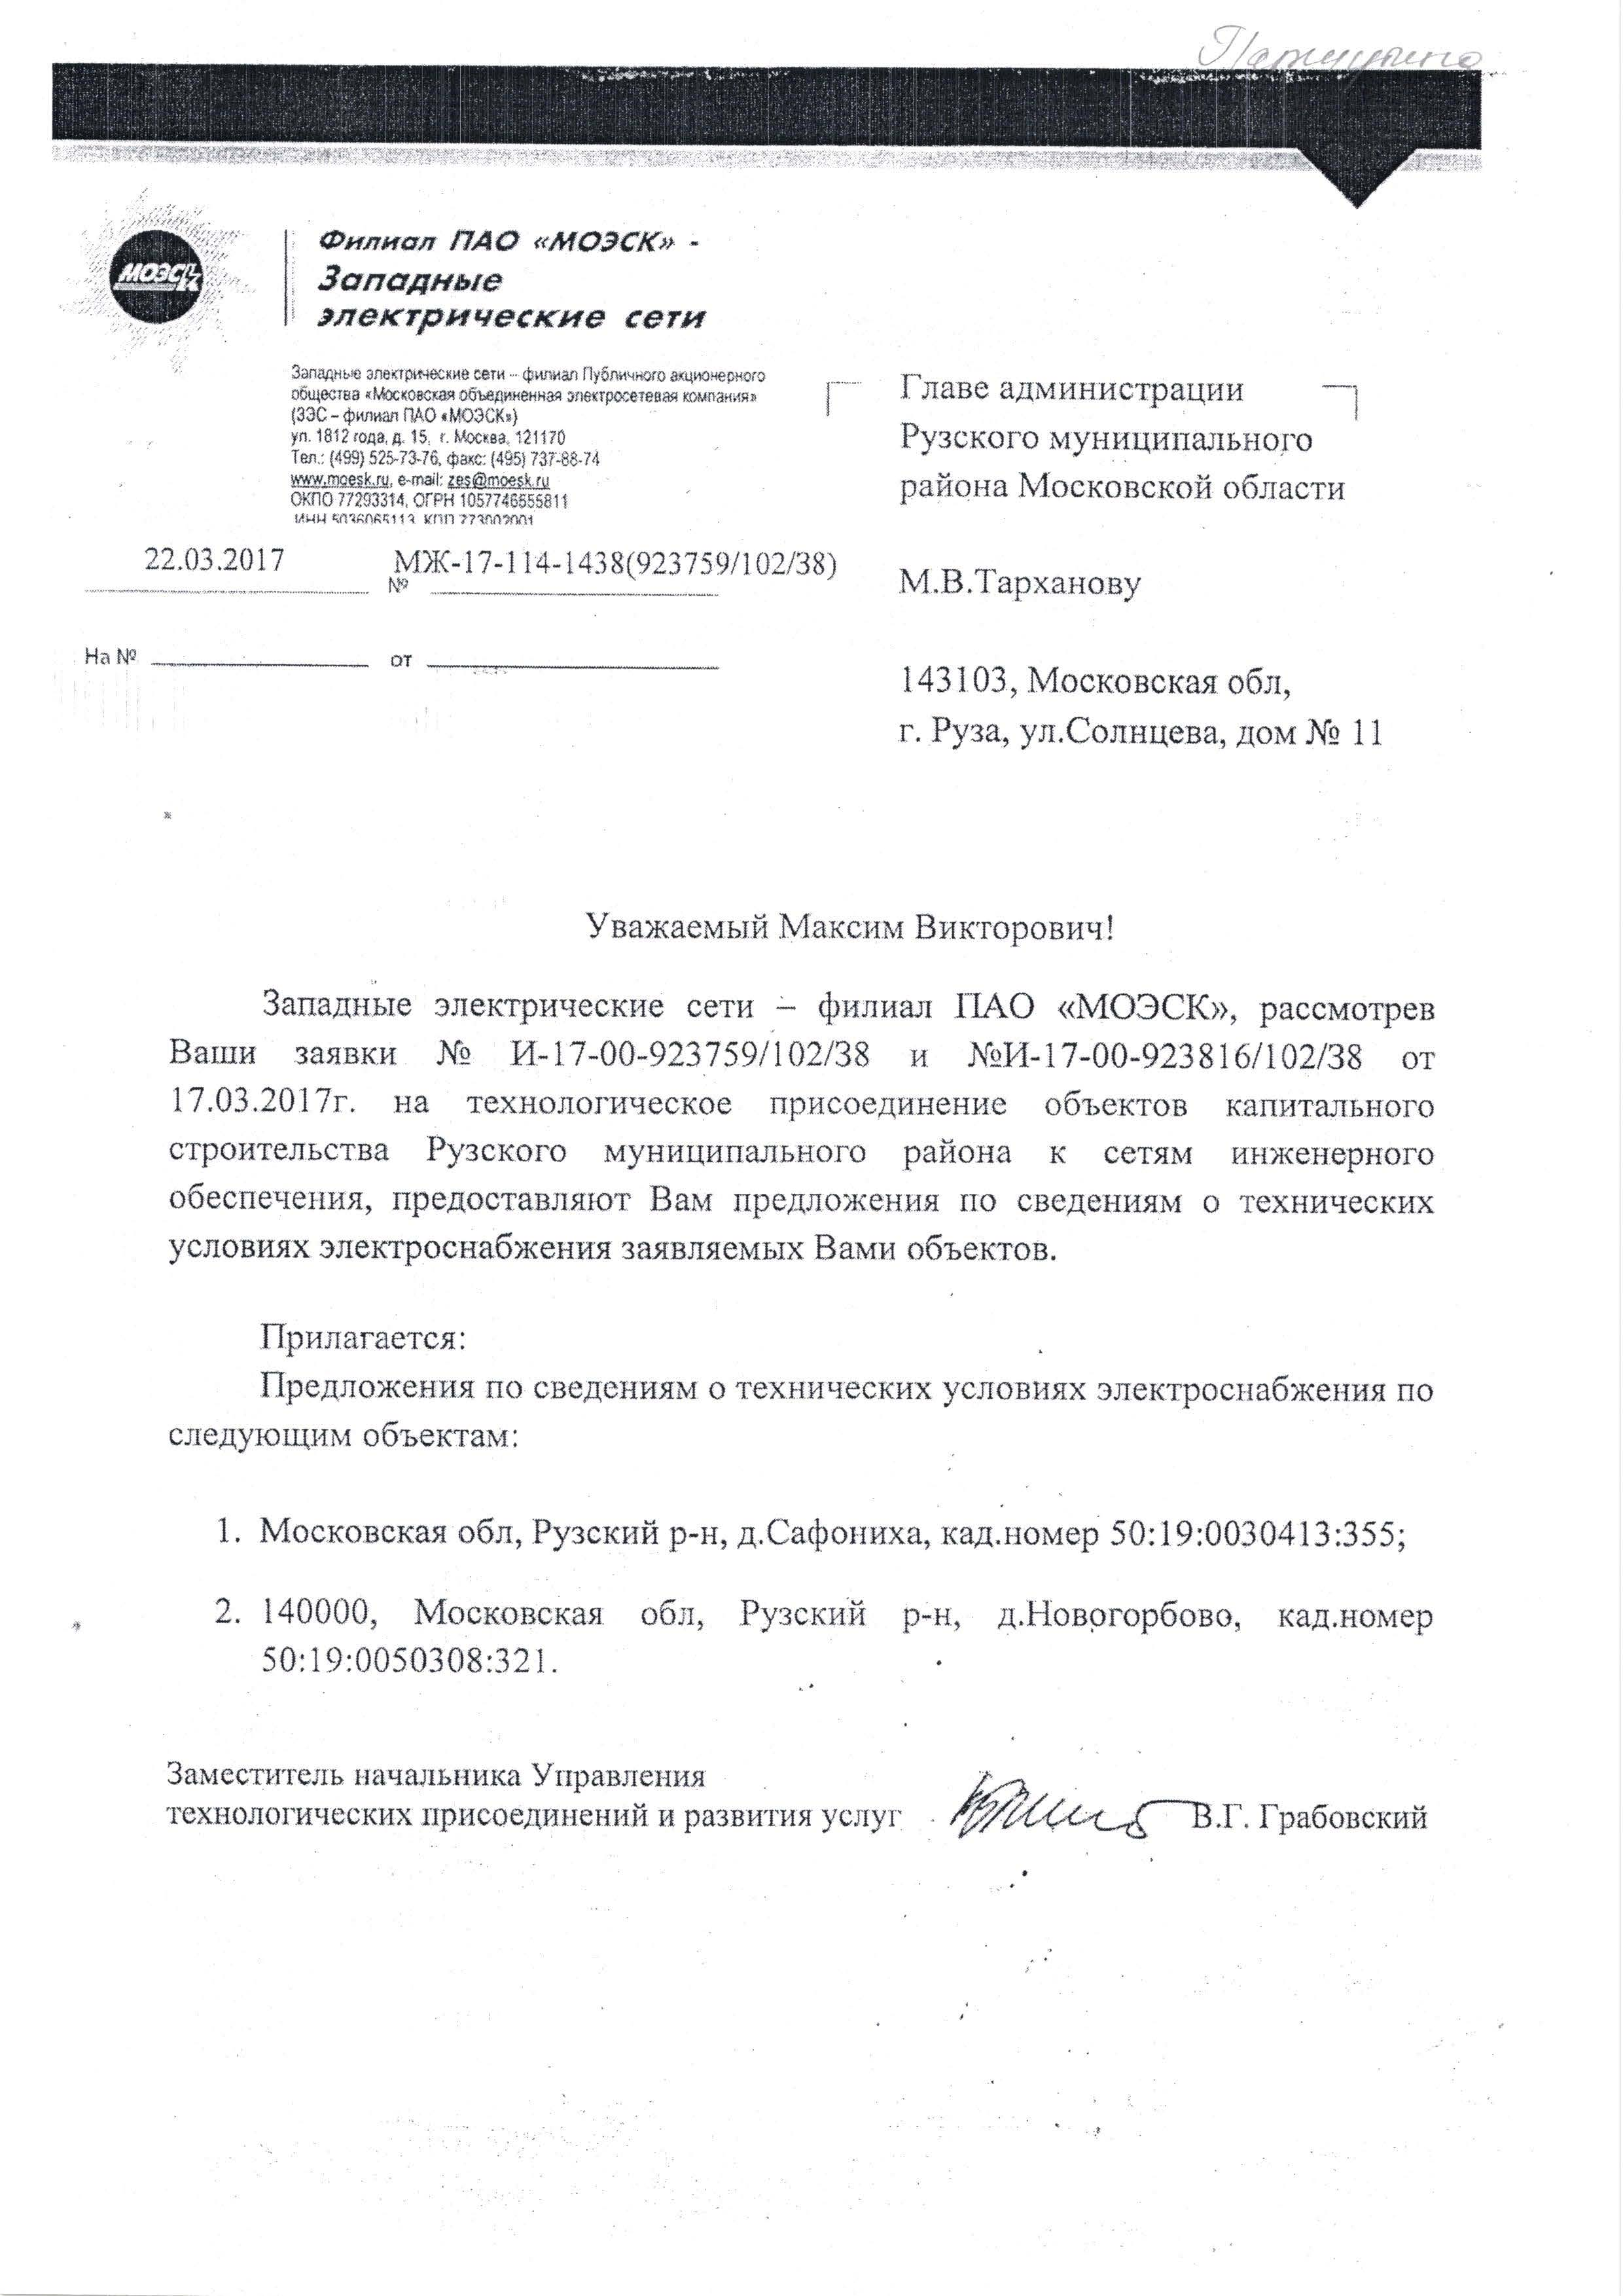 МОЭСК
Филиал ПАО «МОЭСК» -
Западные
электрические сети
Западные электрические сети – филиал Публичного акционерного
общества «Московская объединенная электросетевая компания»
(ЗЭС – филиал ПАО «МОЭСК»)
ул. 1812 года, д. 15, г. Москва, 121170
Тел.: (499) 525-73-76, факс: (495) 737-88-74
www.moesk.ru, e-mail: zes@moesk.ru
ОКПО 77293314, ОГРН 1057746555811
ИНН 5036065113, КПП 773002001
22.03.2017 МЖ-17-114-1438(923759/102/38)
№
На № от
Главе администрации
Рузского муниципального
района Московской области
М.В.Тарханову
143103, Московская обл,
г. Руза, ул.Солнцева, дом № 11
Уважаемый Максим Викторович!
Западные электрические сети – филиал ПАО «МОЭСК», рассмотрев
Ваши заявки № И-17-00-923759/102/38 и №И-17-00-923816/102/38 от
17.03.2017г. на технологическое присоединение объектов капитального
строительства Рузского муниципального района к сетям инженерного
обеспечения, предоставляют Вам предложения по сведениям о технических
условиях электроснабжения заявляемых Вами объектов.
Прилагается:
Предложения по сведениям о технических условиях электроснабжения по
следующим объектам:
1. Московская обл, Рузский р-н, д.Сафониха, кад.номер 50:19:0030413:355;
2. 140000, Московская обл, Рузский р-н, д.Новогорбово, кад.номер
50:19:0050308:321.
Заместитель начальника Управления
технологических присоединений и развития услуг В.Г. Грабовский